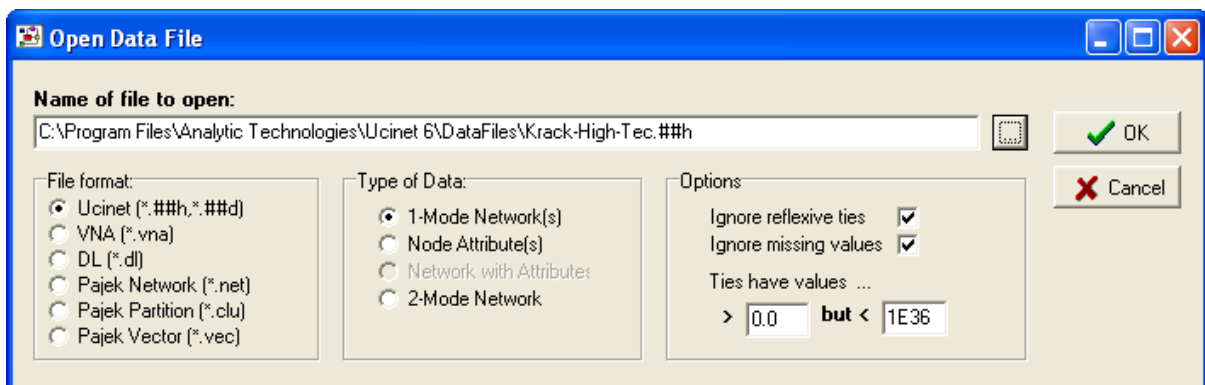 Open Data File
Name of file to open:
C:\Program Files\Analytic Technologies\Ucinet 6\DataFiles\Krack-High-Tec.##h
OK
Cancel
File format:
Ucinet (*.##h,*.##d)
VNA (*.vna)
DL (*.dl)
Pajek Network (*.net)
Pajek Partition (*.clu)
Pajek Vector (*.vec)
Type of Data:
1-Mode Network(s)
Node Attribute(s)
Network with Attributes
2-Mode Network
Options
Ignore reflexive ties
Ignore missing values
Ties have values ...
> 0.0 but < 1E36